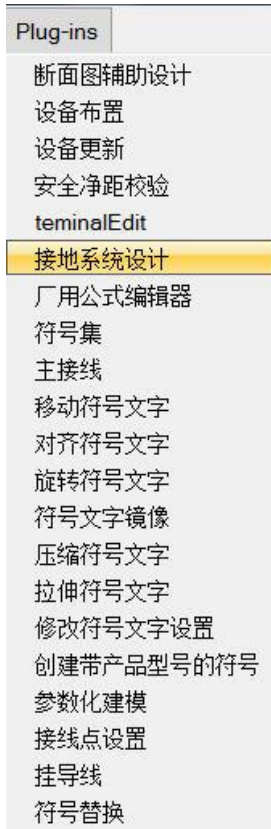 Plug-ins
断面图辅助设计
设备布置
设备更新
安全净距校验
teminalEdit
接地系统设计
厂用公式编辑器
符号集
主接线
移动符号文字
对齐符号文字
旋转符号文字
符号文字镜像
压缩符号文字
拉伸符号文字
修改符号文字设置
创建带产品型号的符号
参数化建模
接线点设置
挂导线
符号替换